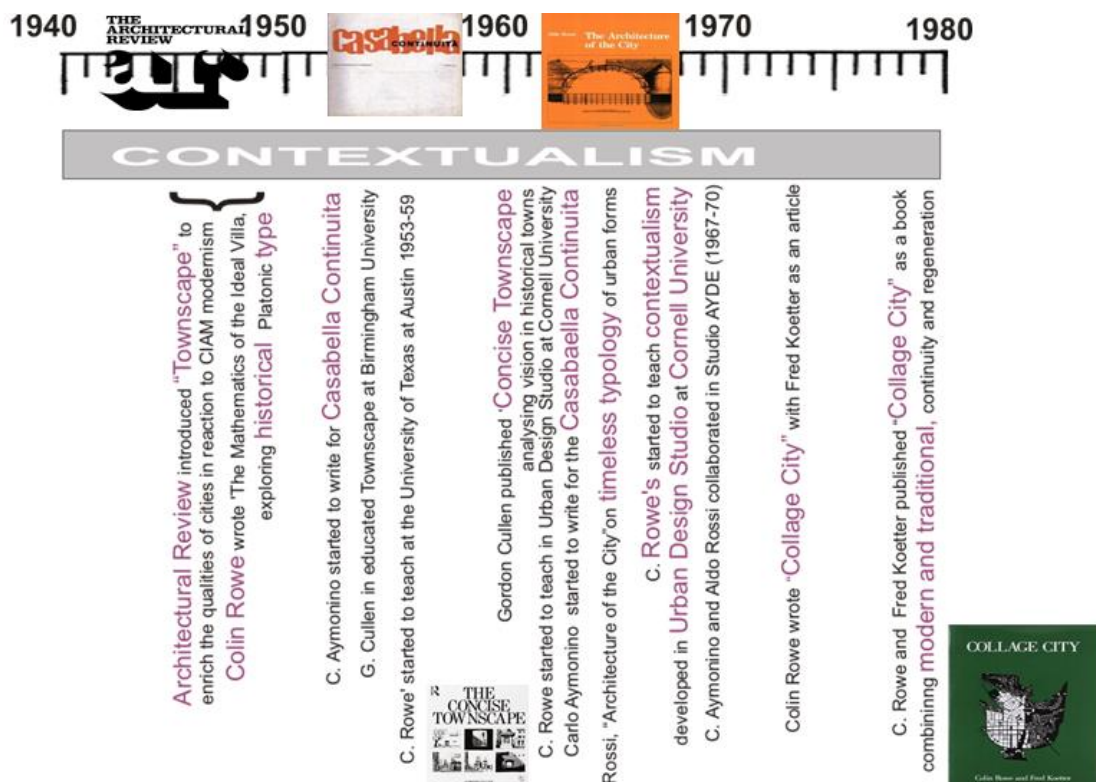 1940
1950
1960
1970
1980
THE
ARCHITECTURAL
REVIEW
ar
casabella
CONTINUITÀ
Aldo Rossi
The Architecture
of the City
CONTEXTUALISM
Architectural Review introduced “Townscape” to
enrich the qualities of cities in reaction to CIAM modernism
Colin Rowe wrote 'The Mathematics of the Ideal Villa,
exploring historical Platonic type
C. Aymonino started to write for Casabella Continuita
G. Cullen in educated Townscape at Birmingham University
C. Rowe' started to teach at the University of Texas at Austin 1953-59
Gordon Cullen published 'Concise Townscape
analysing vision in historical towns
C. Rowe started to teach in Urban Design Studio at Cornell University
Carlo Aymonino started to write for the Casabaella Continuita
Rossi, “Architecture of the City”on timeless typology of urban forms
C. Rowe's started to teach contextualism
developed in Urban Design Studio at Cornell University
C. Aymonino and Aldo Rossi collaborated in Studio AYDE (1967-70)
Colin Rowe wrote “Collage City” with Fred Koetter as an article
C. Rowe and Fred Koetter published “Collage City” as a book
combinining modern and traditional, continuity and regeneration
R
THE
CONCISE
TOWNSCAPE
COLLAGE CITY
Colin Rowe and Fred Koetter